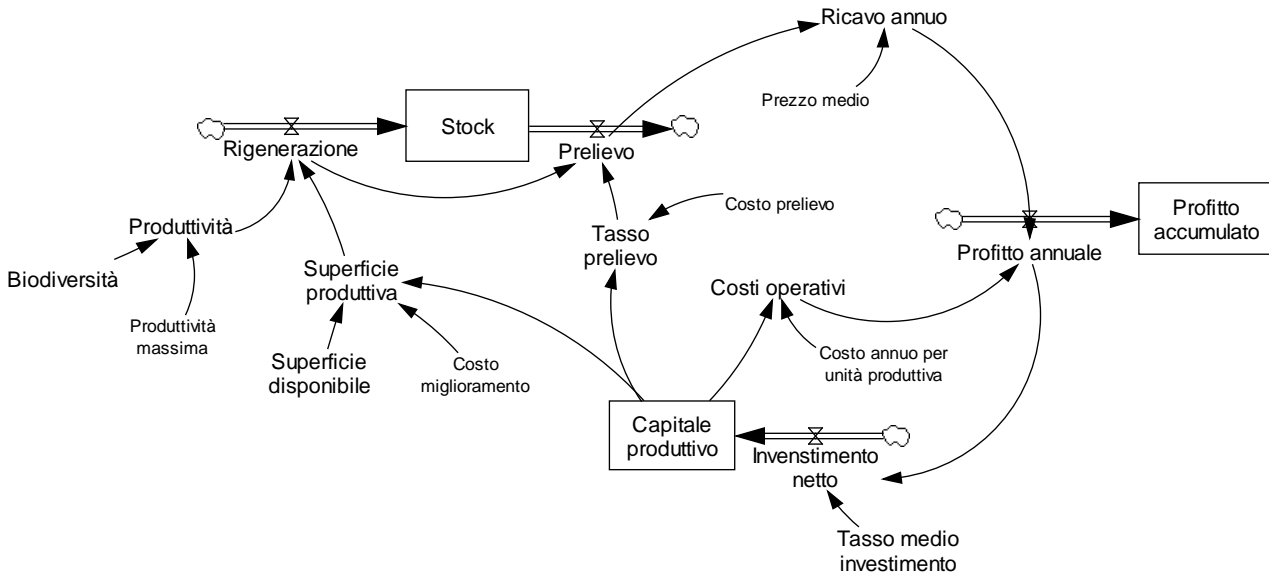 Ricavo annuo
Prezzo medio
Stock
Rigenerazione
Prelievo
Costo prelievo
Produttività
Tasso
prelievo
Profitto
accumulato
Profitto annuale
Biodiversità
Superficie
produttiva
Costi operativi
Produttività
massima
Superficie
disponibile
Costo
miglioramento
Costo annuo per
unità produttiva
Capitale
produttivo
Invenstimento
netto
Tasso medio
investimento